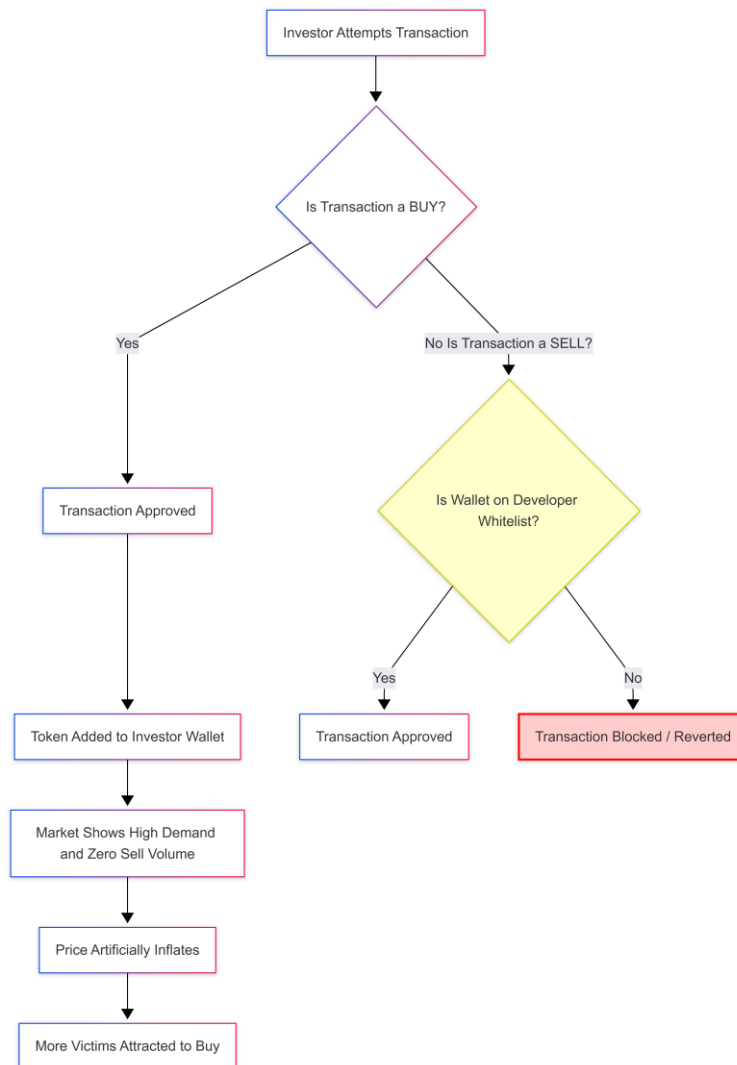 Investor Attempts Transaction
Is Transaction a BUY?
Yes
No Is Transaction a SELL?
Transaction Approved
Is Wallet on Developer
Whitelist?
Yes
No
Token Added to Investor Wallet
Transaction Approved
Transaction Blocked / Reverted
Market Shows High Demand
and Zero Sell Volume
Price Artificially Inflates
More Victims Attracted to Buy